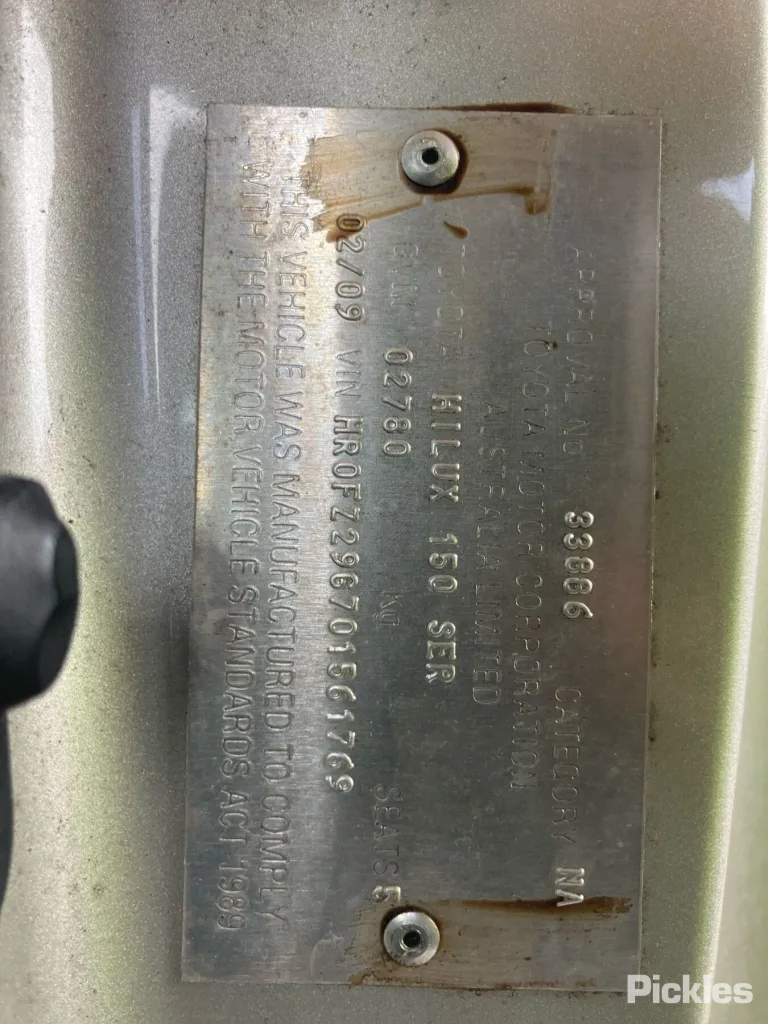 APPROVAL No 33886 CATEGORY NA
TOYOTA MOTOR CORPORATION
AUSTRALIA LIMITED
TOYOTA HILUX 150 SER
GVM 02780 kg SEATS 5
02/09 VIN MR0FZ29G701561769
THIS VEHICLE WAS MANUFACTURED TO COMPLY
WITH THE MOTOR VEHICLE STANDARDS ACT 1989
Pickles